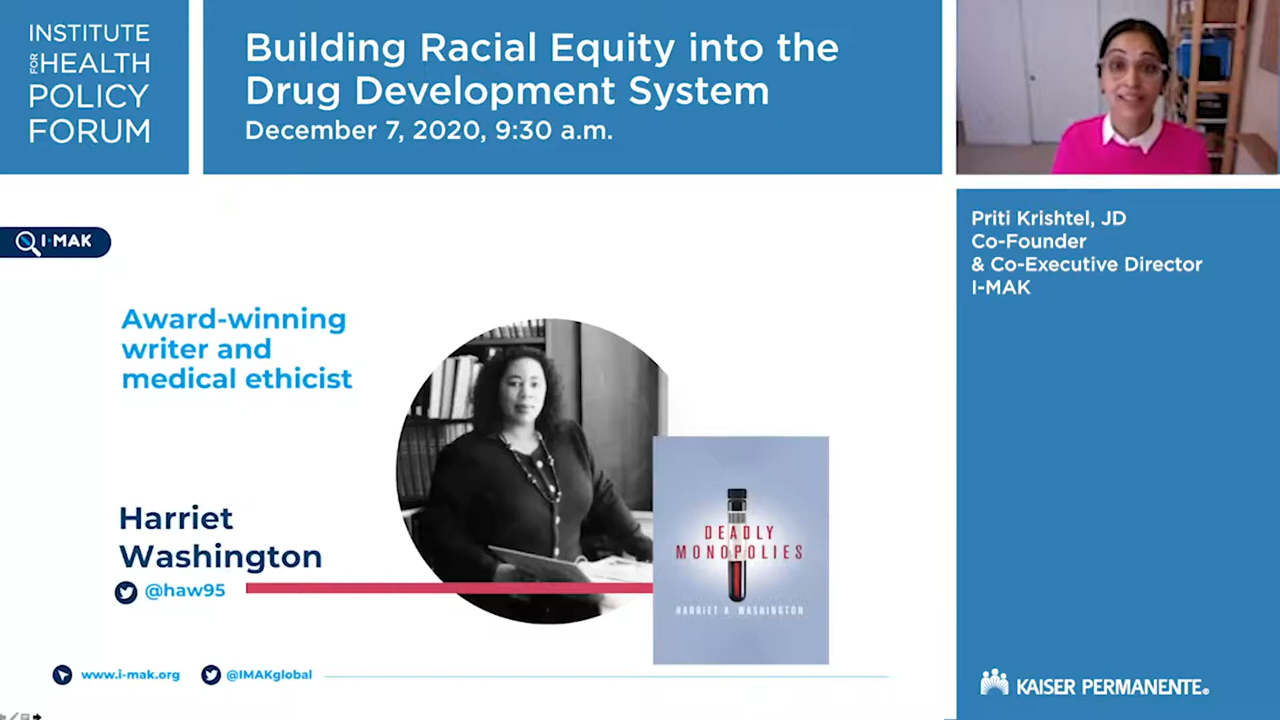 INSTITUTE
FOR HEALTH
POLICY
FORUM
Building Racial Equity into the
Drug Development System
December 7, 2020, 9:30 a.m.
Priti Krishtel, JD
Co-Founder
& Co-Executive Director
I-MAK
I-MAK
Award-winning
writer and
medical ethicist
Harriet
Washington
@haw95
DEADLY
MONOPOLIES
HARRIET A. WASHINGTON
www.i-mak.org
@IMAKglobal
KAISER PERMANENTE®